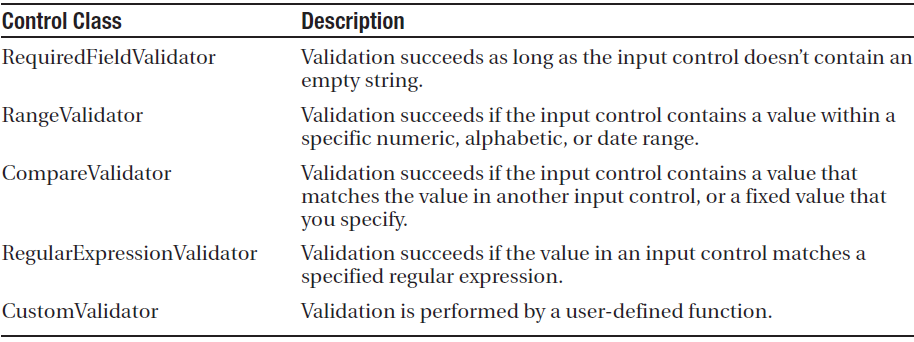 Control Class Description
RequiredFieldValidator Validation succeeds as long as the input control doesn’t contain an
empty string.
RangeValidator Validation succeeds if the input control contains a value within a
specific numeric, alphabetic, or date range.
CompareValidator Validation succeeds if the input control contains a value that
matches the value in another input control, or a fixed value that
you specify.
RegularExpressionValidator Validation succeeds if the value in an input control matches a
specified regular expression.
CustomValidator Validation is performed by a user-defined function.